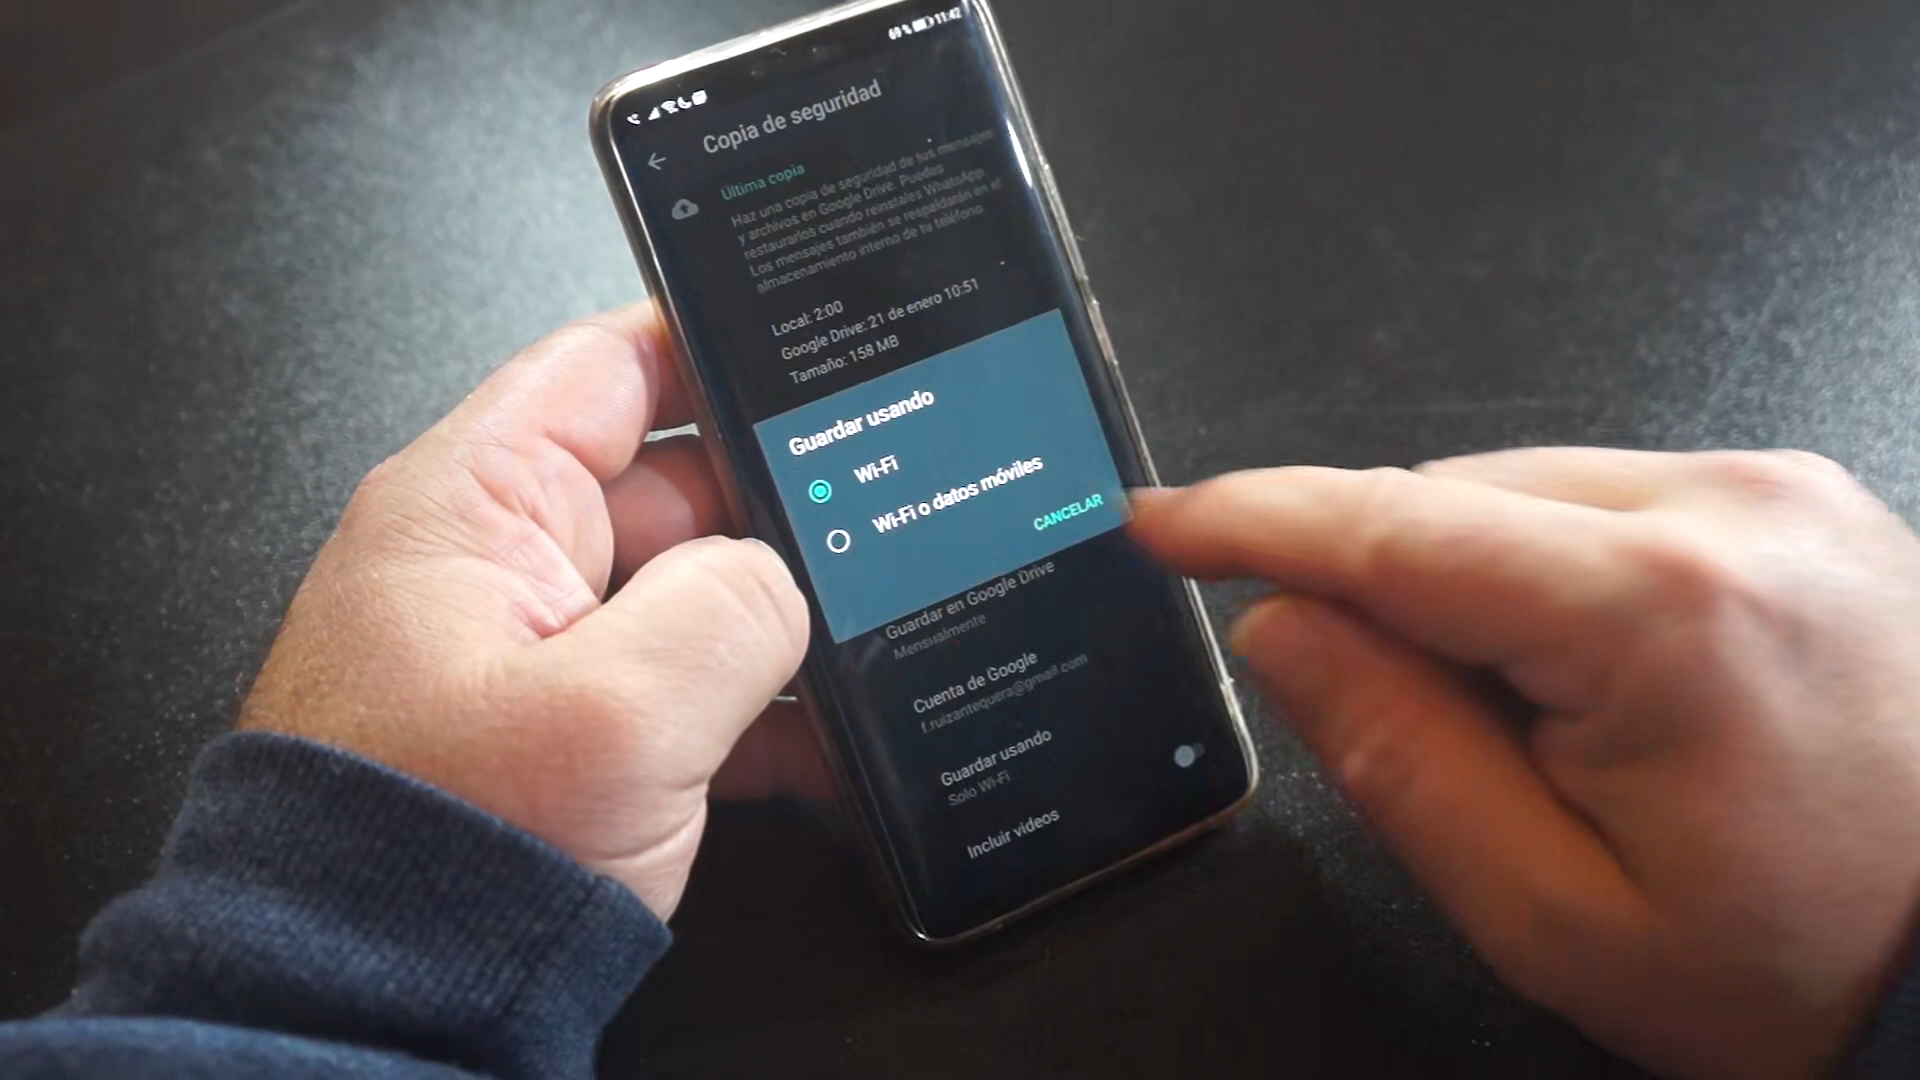 69 % 11:42
Copia de seguridad
Última copia
Haz una copia de seguridad de tus mensajes
y archivos en Google Drive. Puedes
restaurarlos cuando reinstales WhatsApp.
Los mensajes también se respaldarán en el
almacenamiento interno de tu teléfono.
Local: 2:00
Google Drive: 21 de enero 10:51
Tamaño: 158 MB
Guardar usando
Wi-Fi
Wi-Fi o datos móviles
CANCELAR
Guardar en Google Drive
Mensualmente
Cuenta de Google
f.ruizantequera@gmail.com
Guardar usando
Solo Wi-Fi
Incluir videos